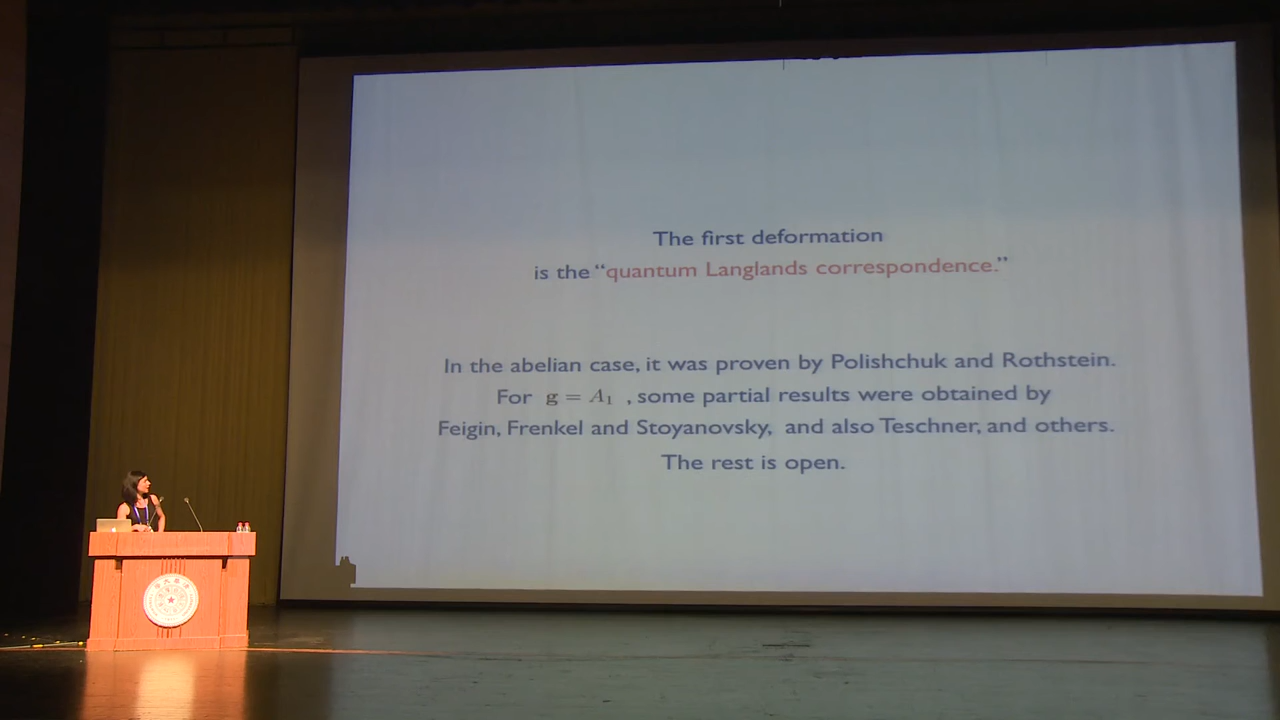 The first deformation
is the “quantum Langlands correspondence.”
In the abelian case, it was proven by Polishchuk and Rothstein.
For g = A₁ , some partial results were obtained by
Feigin, Frenkel and Stoyanovsky, and also Teschner, and others.
The rest is open.